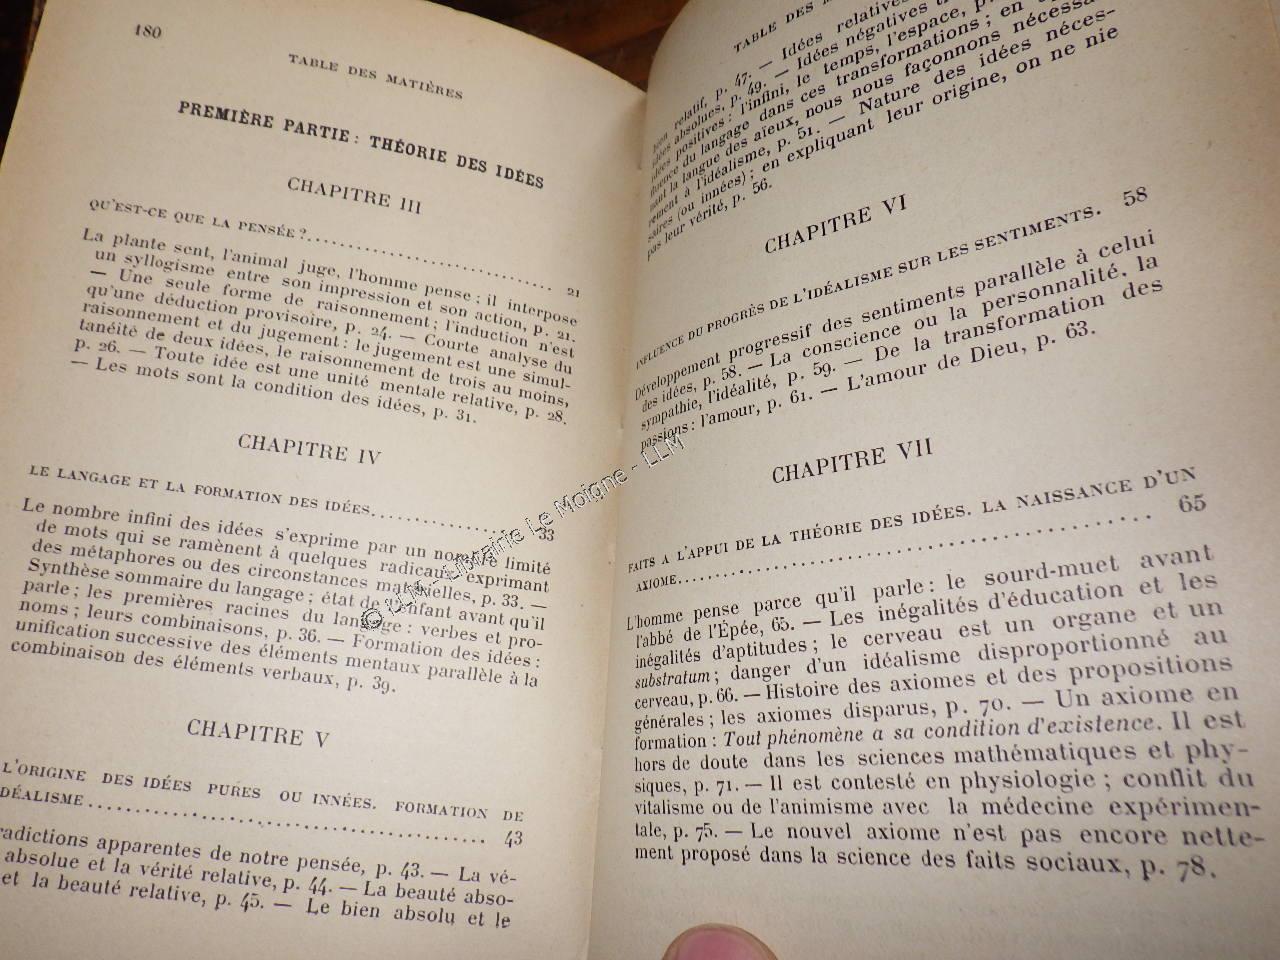 180
TABLE DES MATIÈRES
PREMIÈRE PARTIE : THÉORIE DES IDÉES
CHAPITRE III
QU'EST-CE QUE LA PENSÉE ?........................ 21
La plante sent, l'animal juge, l'homme pense ; il interpose
un syllogisme entre son impression et son action, p. 21.
— Une seule forme de raisonnement ; l'induction n'est
qu'une déduction provisoire, p. 24. — Courte analyse du
raisonnement et du jugement : le jugement est une simul-
tanéité de deux idées, le raisonnement de trois au moins,
p. 26. — Toute idée est une unité mentale relative, p. 28.
— Les mots sont la condition des idées, p. 31.
CHAPITRE IV
LE LANGAGE ET LA FORMATION DES IDÉES................ 33
Le nombre infini des idées s'exprime par un nombre limité
de mots qui se ramènent à quelques radicaux exprimant
des métaphores ou des circonstances matérielles, p. 33. —
Synthèse sommaire du langage ; état de l'enfant avant qu'il
parle ; les premières racines du langage : verbes et pro-
noms ; leurs combinaisons, p. 36. — Formation des idées :
unification successive des éléments mentaux parallèle à la
combinaison des éléments verbaux, p. 39.
CHAPITRE V
L'ORIGINE DES IDÉES PURES OU INNÉES. FORMATION DE
DÉALISME................................ 43
radictions apparentes de notre pensée, p. 43. — La vé-
absolue et la vérité relative, p. 44. — La beauté abso-
et la beauté relative, p. 45. — Le bien absolu et le
TABLE DES
bien relatif, p. 47. — Idées relatives
idées absolues, p. 49. — Idées négatives
idées positives : l'infini, le temps, l'espace, p.
fluence du langage dans ces transformations ; en
nant la langue des aïeux, nous nous façonnons nécessai
rement à l'idéalisme, p. 51. — Nature des idées néces-
saires (ou innées) ; en expliquant leur origine, on ne nie
pas leur vérité, p. 56.
CHAPITRE VI
INFLUENCE DU PROGRÈS DE L'IDÉALISME SUR LES SENTIMENTS. 58
Développement progressif des sentiments parallèle à celui
des idées, p. 58. — La conscience ou la personnalité. la
sympathie, l'idéalité, p. 59. — De la transformation des
passions : l'amour, p. 61. — L'amour de Dieu, p. 63.
CHAPITRE VII
FAITS A L'APPUI DE LA THÉORIE DES IDÉES. LA NAISSANCE D'UN
AXIOME................................ 65
L'homme pense parce qu'il parle : le sourd-muet avant
l'abbé de l'Épée, 65. — Les inégalités d'éducation et les
inégalités d'aptitudes ; le cerveau est un organe et un
substratum ; danger d'un idéalisme disproportionné au
cerveau, p. 66. — Histoire des axiomes et des propositions
générales ; les axiomes disparus, p. 70. — Un axiome en
formation : Tout phénomène a sa condition d'existence. Il est
hors de doute dans les sciences mathématiques et phy-
siques, p. 71. — Il est contesté en physiologie ; conflit du
vitalisme ou de l'animisme avec la médecine expérimen-
tale, p. 75. — Le nouvel axiome n'est pas encore nette-
ment proposé dans la science des faits sociaux, p. 78.
© LLM - Librairie Le Moigne - LLM